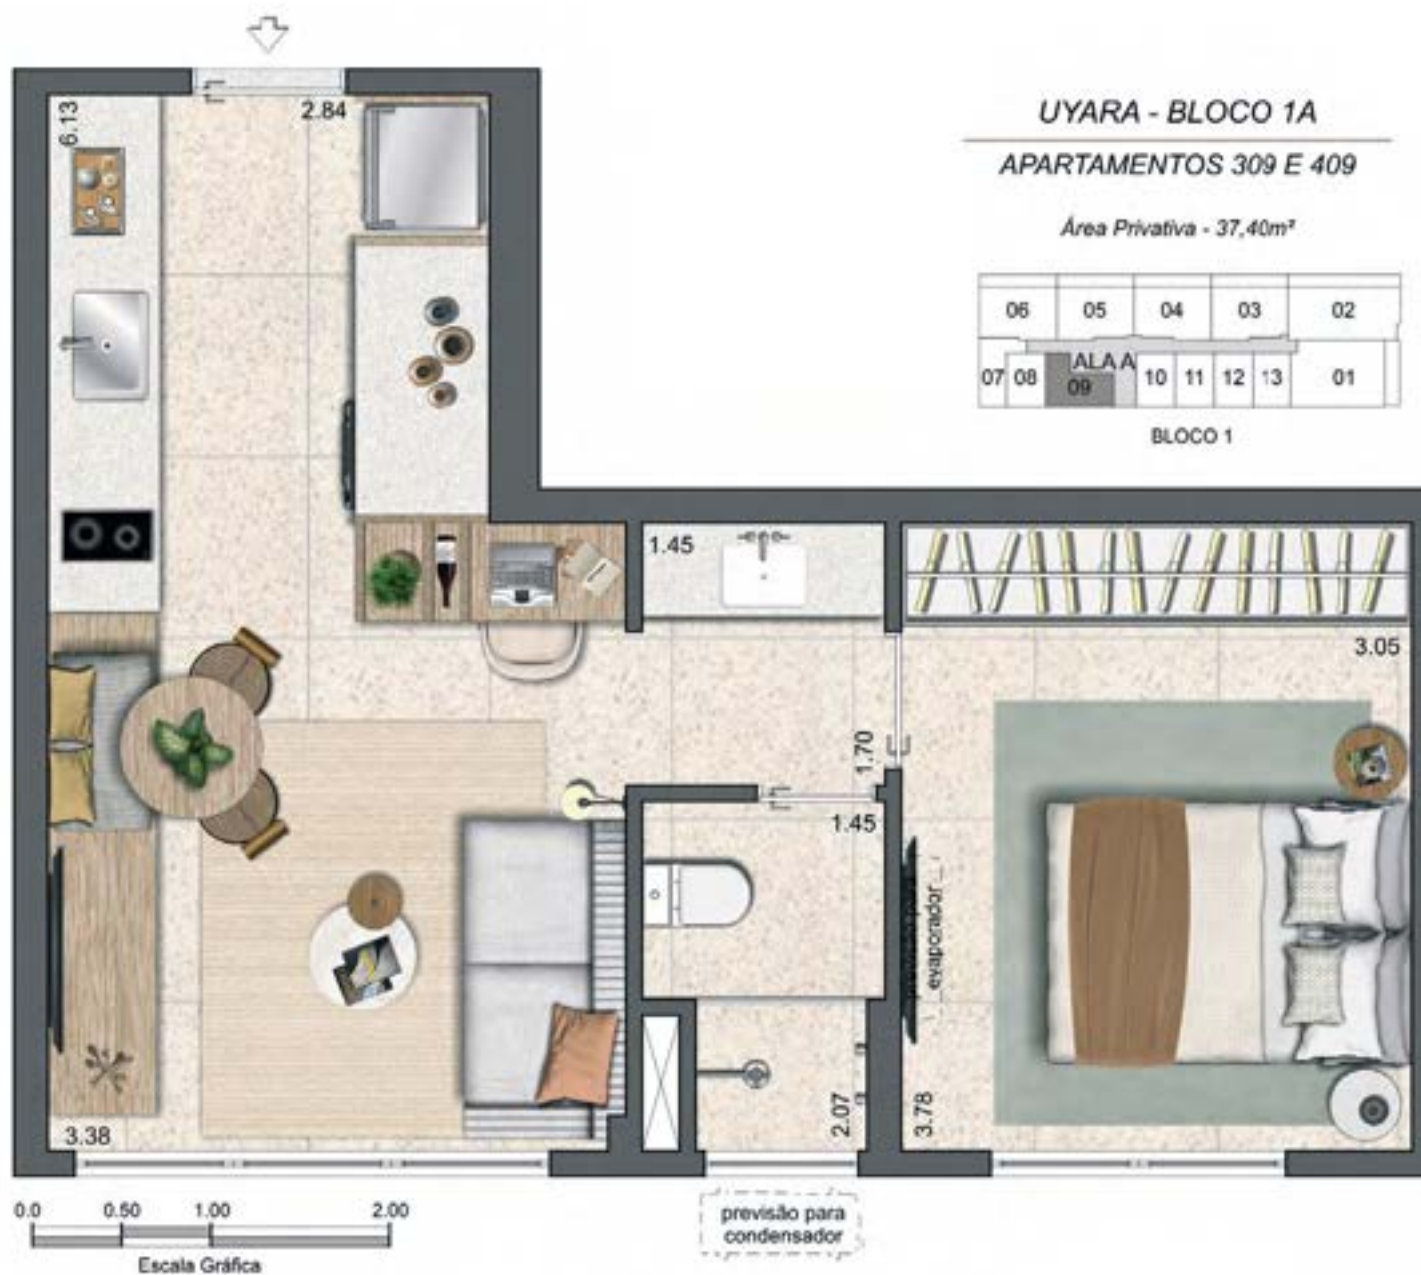 UYARA - BLOCO 1A
APARTAMENTOS 309 E 409
Área Privativa - 37,40m²
06 05 04 03 02
ALA A
07 08 09 10 11 12 13 01
BLOCO 1
6.13
2.84
1.45
3.05
1.70
1.45
evaporador
2.07
3.78
3.38
0.0 0.50 1.00 2.00
Escala Gráfica
previsão para
condensador